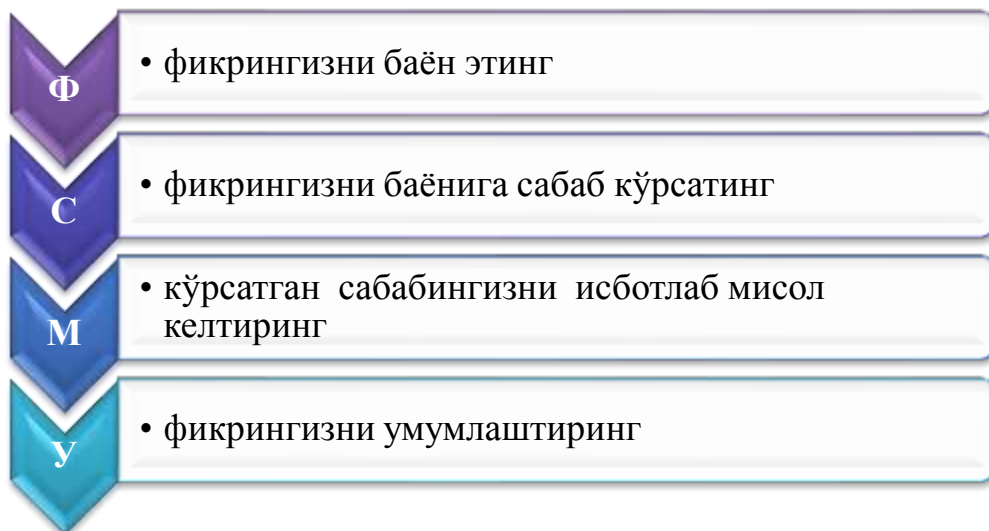 Ф
• фикрингизни баён этинг
С
• фикрингизни баёнига сабаб кўрсатинг
М
• кўрсатган сабабингизни исботлаб мисол
келтиринг
У
• фикрингизни умумлаштиринг